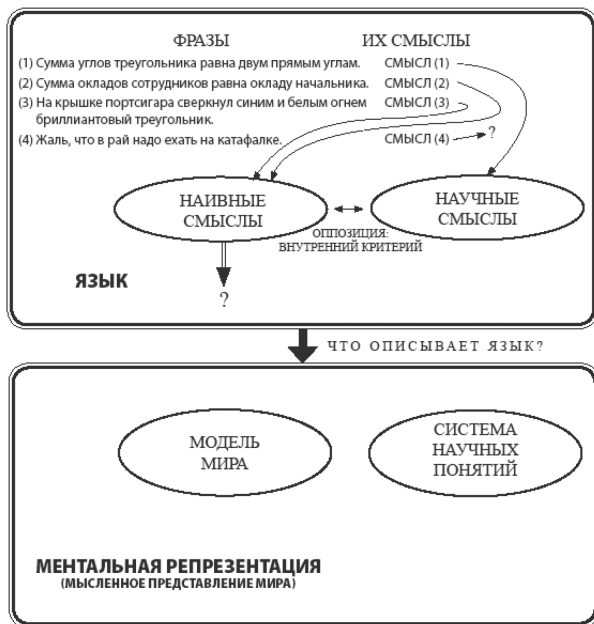 ФРАЗЫ ИХ СМЫСЛЫ
(1) Сумма углов треугольника равна двум прямым углам. СМЫСЛ (1)
(2) Сумма окладов сотрудников равна окладу начальника. СМЫСЛ (2)
(3) На крышке портсигара сверкнул синим и белым огнем СМЫСЛ (3)
бриллиантовый треугольник.
(4) Жаль, что в рай надо ехать на катафалке. СМЫСЛ (4) ?
НАИВНЫЕ
СМЫСЛЫ
НАУЧНЫЕ
СМЫСЛЫ
ОППОЗИЦИЯ:
ВНУТРЕННИЙ КРИТЕРИЙ
ЯЗЫК
?
ЧТО ОПИСЫВАЕТ ЯЗЫК?
МОДЕЛЬ
МИРА
СИСТЕМА
НАУЧНЫХ
ПОНЯТИЙ
МЕНТАЛЬНАЯ РЕПРЕЗЕНТАЦИЯ
(МЫСЛЕННОЕ ПРЕДСТАВЛЕНИЕ МИРА)